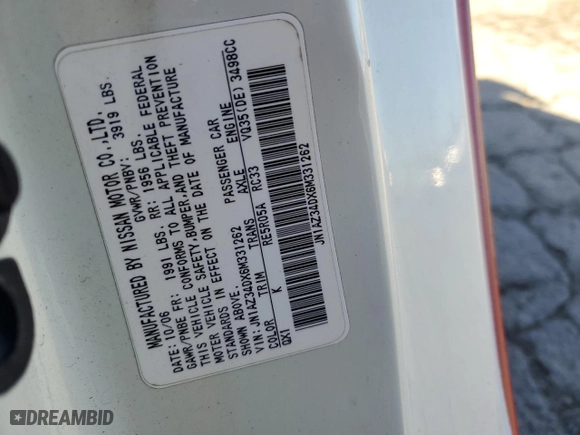 MANUFACTURED BY NISSAN MOTOR CO.,LTD.
DATE: 10/06 GVWR/PNBV: 3919 LBS.
GAWR/PNBE FR: 1991 LBS. RR: 1956 LBS.
THIS VEHICLE CONFORMS TO ALL APPLICABLE FEDERAL
MOTOR VEHICLE SAFETY,BUMPER,AND THEFT PREVENTION
STANDARDS IN EFFECT ON THE DATE OF MANUFACTURE
SHOWN ABOVE.
VIN: JN1AZ34DX6M331262 PASSENGER CAR
COLOR TRIM TRANS AXLE ENGINE
QX1 K RE5R05A RC33 VQ35(DE) 3498CC
JN1AZ34DX6M331262
DREAMBID